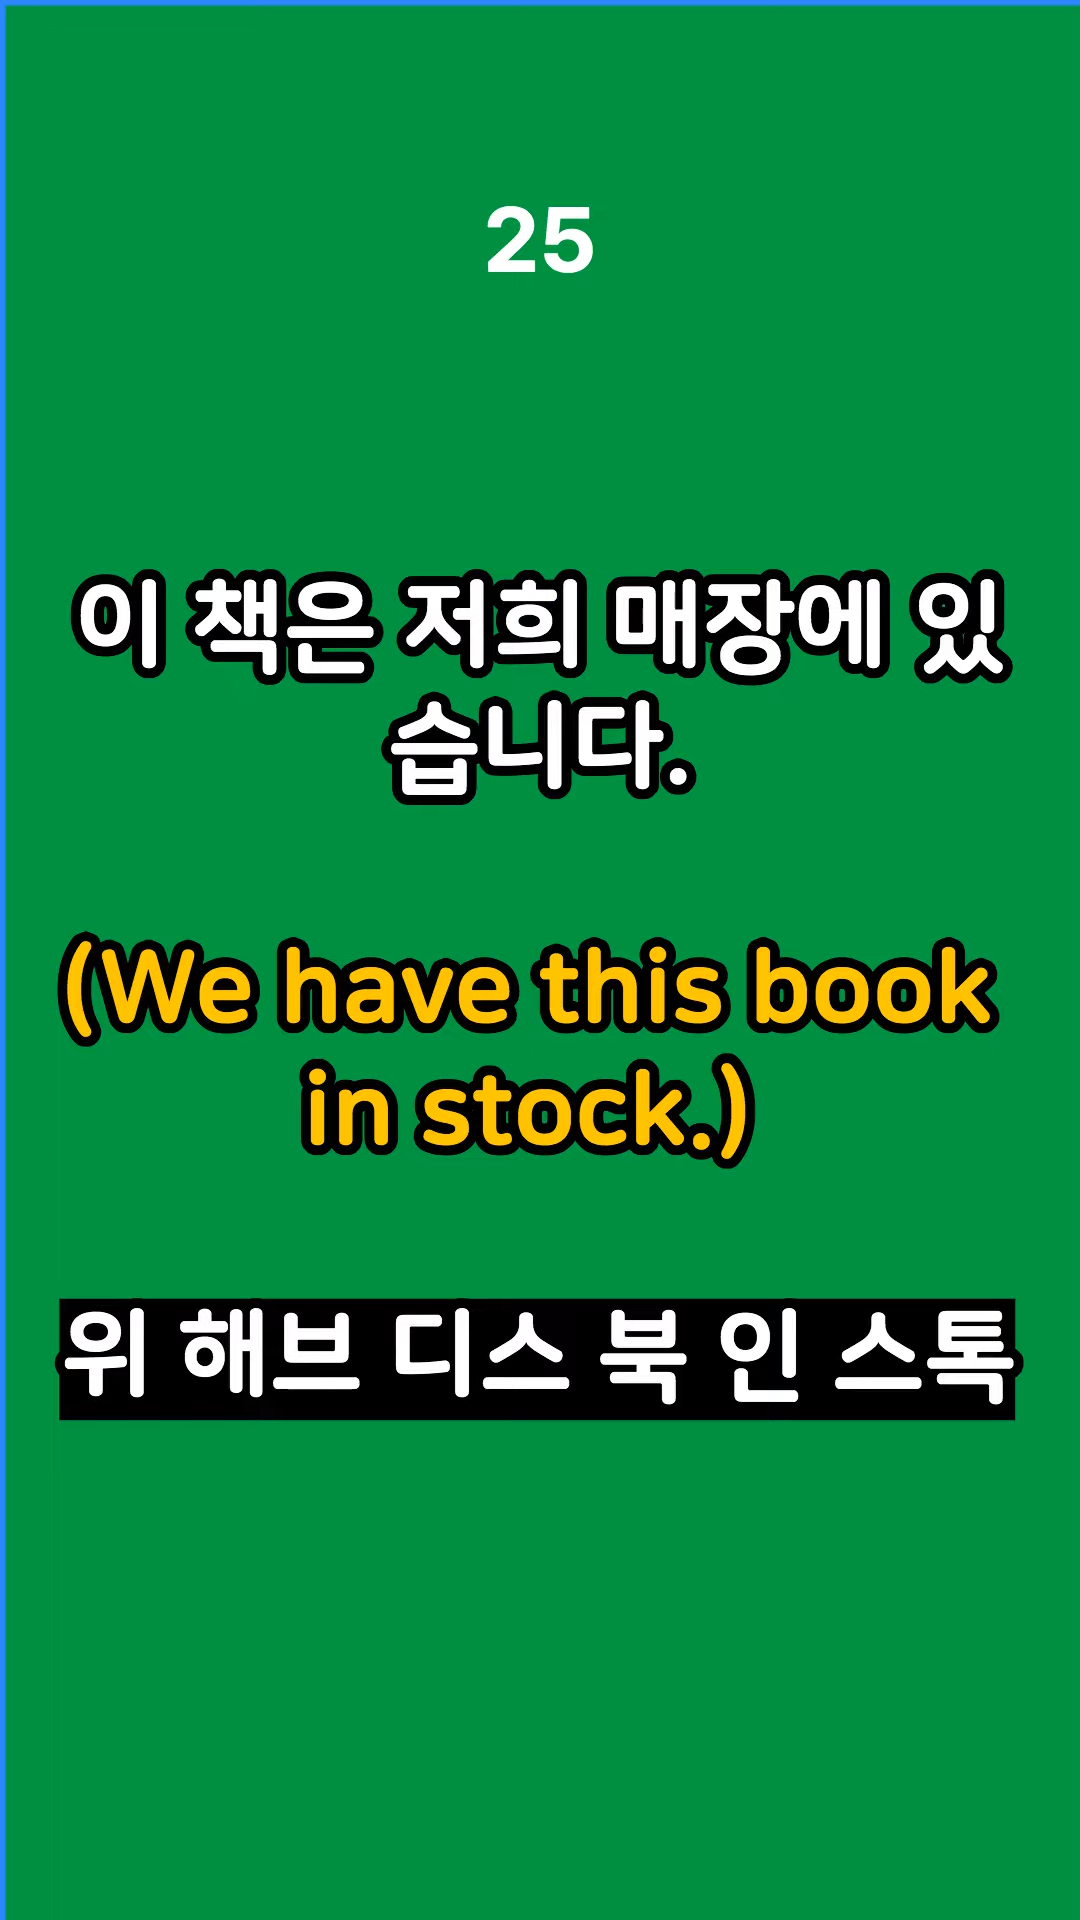 25
이 책은 저희 매장에 있
습니다.
(We have this book
in stock.)
위 해브 디스 북 인 스톡